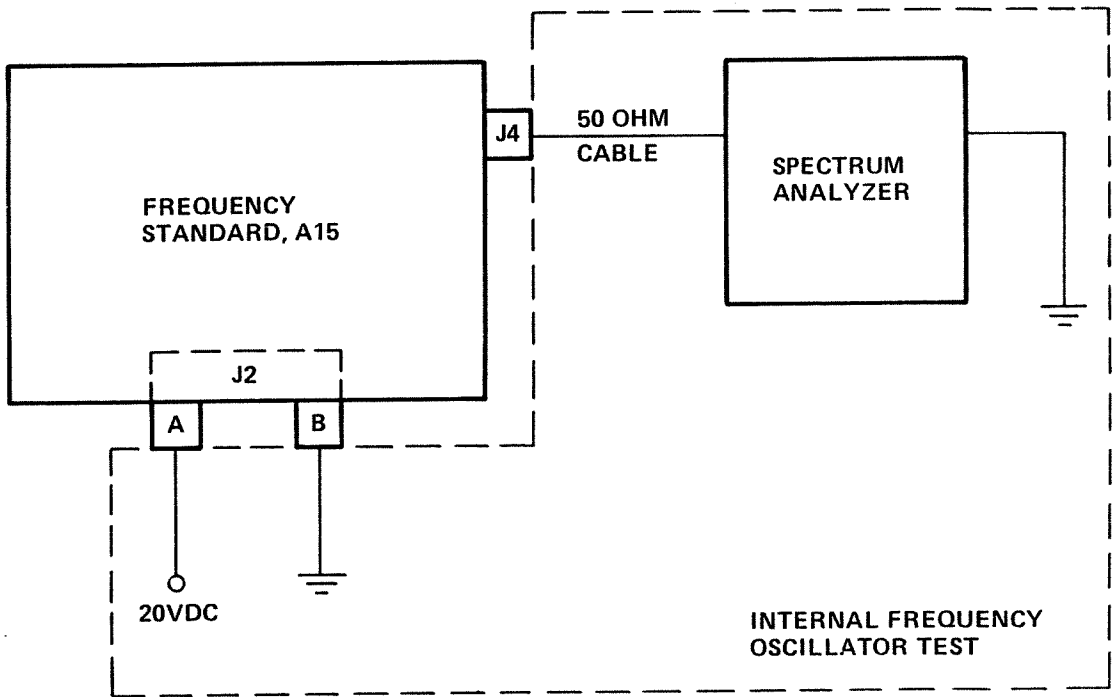 J4
50 OHM
CABLE
SPECTRUM
ANALYZER
FREQUENCY
STANDARD, A15
J2
A
B
20VDC
INTERNAL FREQUENCY
OSCILLATOR TEST